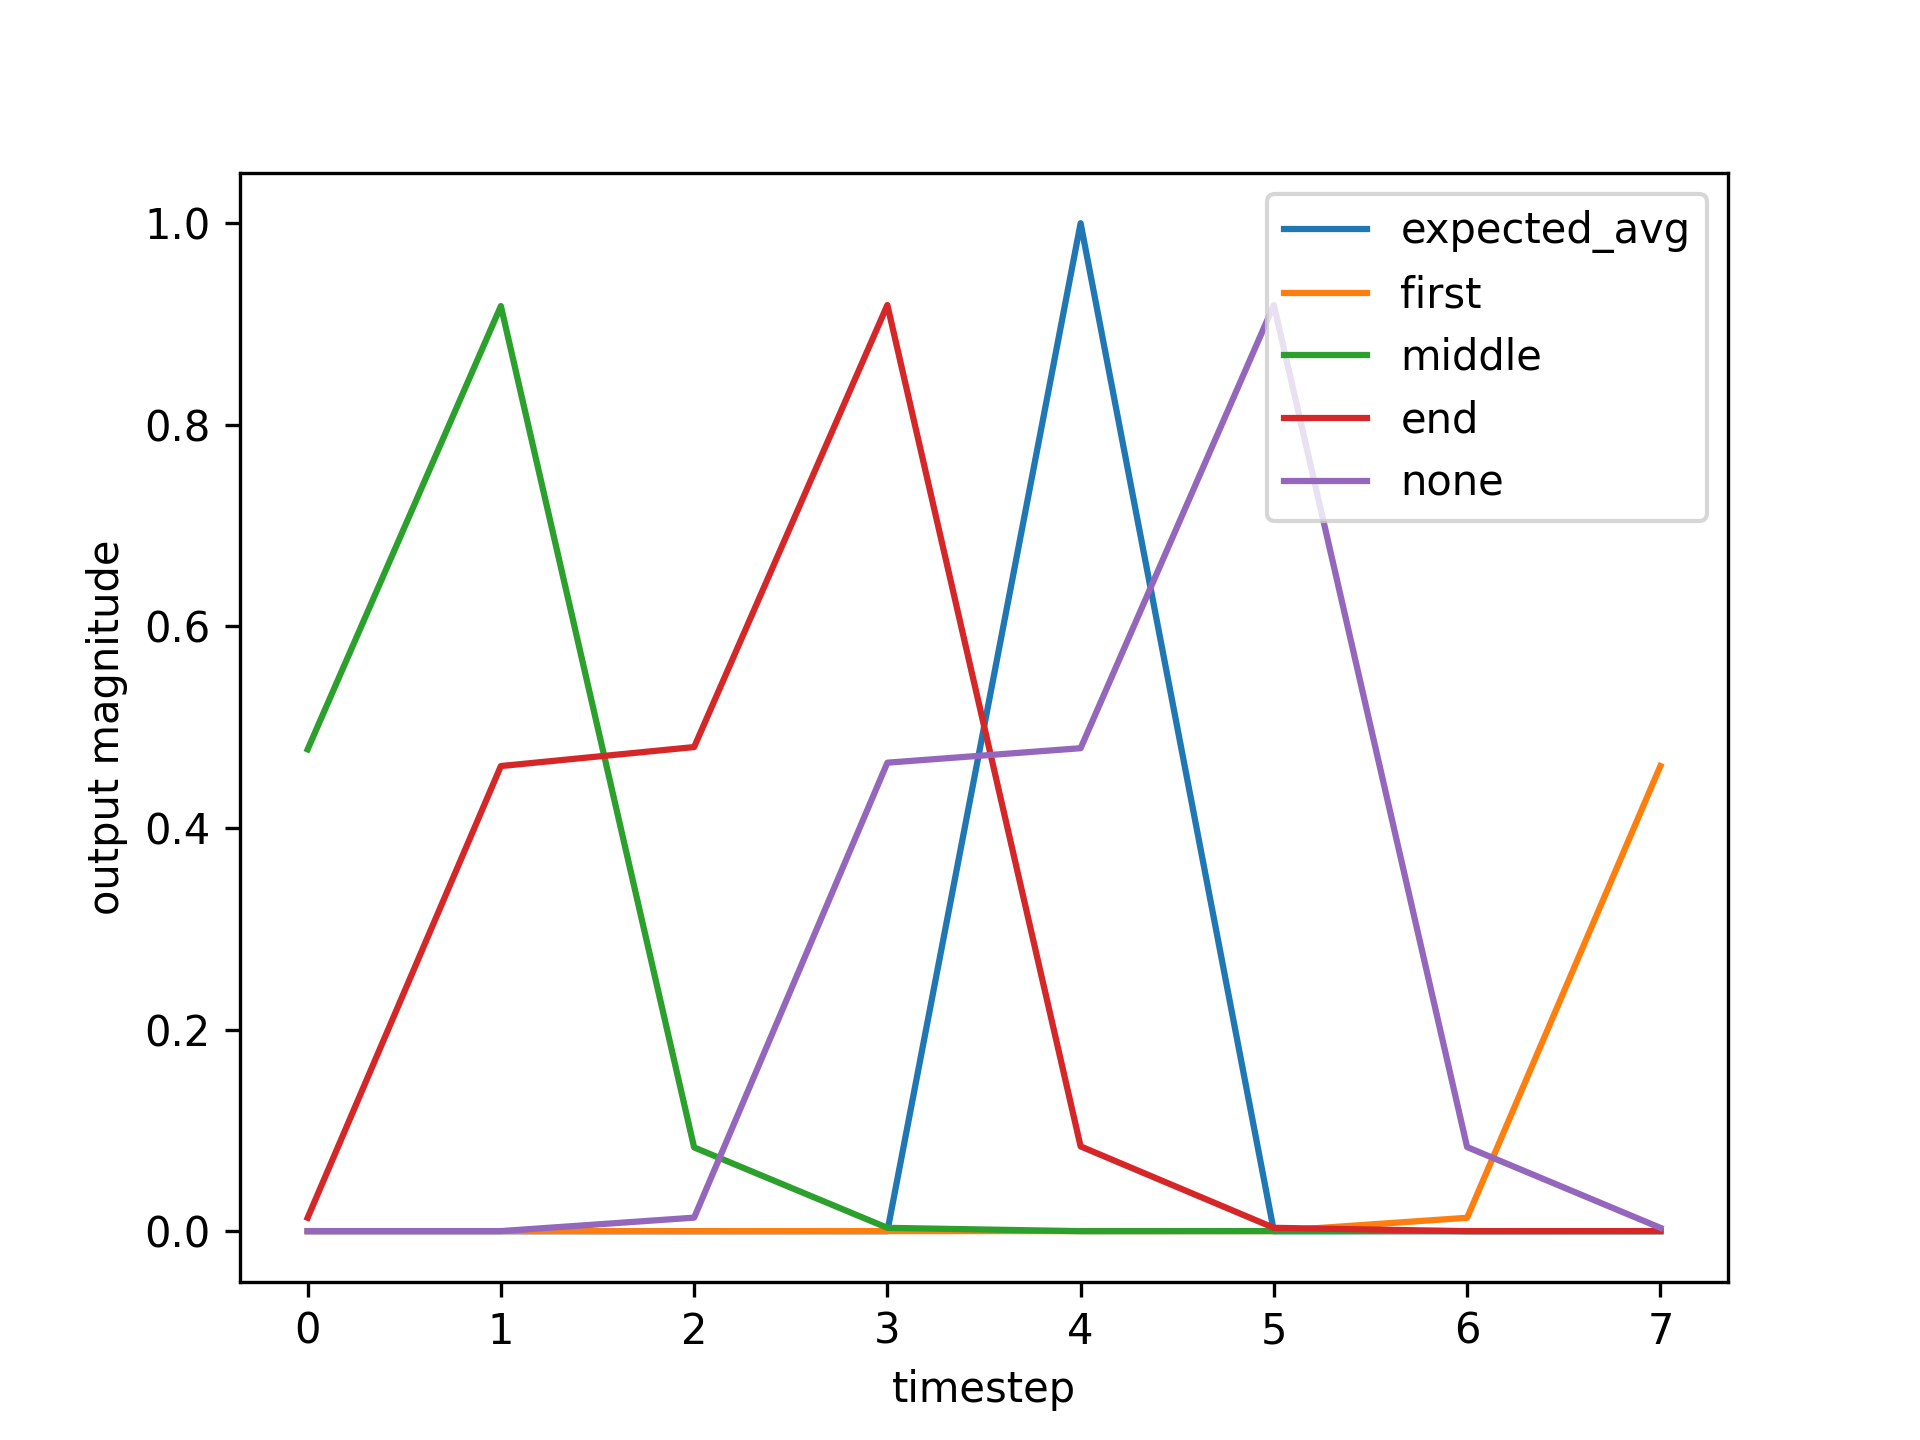 1.0
0.8
0.6
0.4
0.2
0.0
output magnitude
0 1 2 3 4 5 6 7
timestep
expected_avg
first
middle
end
none